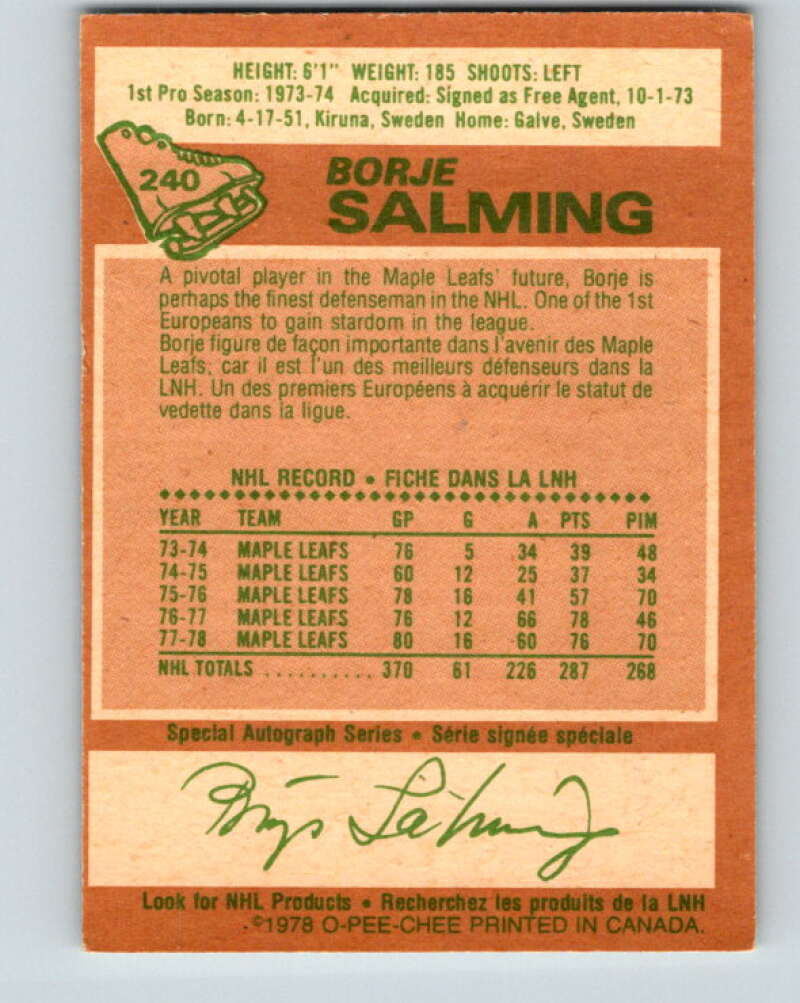 HEIGHT: 6'1" WEIGHT: 185 SHOOTS: LEFT
1st Pro Season: 1973-74 Acquired: Signed as Free Agent, 10-1-73
Born: 4-17-51, Kiruna, Sweden Home: Galve, Sweden
240
BORJE
SALMING
A pivotal player in the Maple Leafs' future, Borje is
perhaps the finest defenseman in the NHL. One of the 1st
Europeans to gain stardom in the league.
Borje figure de façon importante dans l'avenir des Maple
Leafs, car il est l'un des meilleurs défenseurs dans la
LNH. Un des premiers Européens à acquérir le statut de
vedette dans la ligue.
NHL RECORD • FICHE DANS LA LNH
YEAR TEAM GP G A PTS PIM
73-74 MAPLE LEAFS 76 5 34 39 48
74-75 MAPLE LEAFS 60 12 25 37 34
75-76 MAPLE LEAFS 78 16 41 57 70
76-77 MAPLE LEAFS 76 12 66 78 46
77-78 MAPLE LEAFS 80 16 60 76 70
NHL TOTALS .......... 370 61 226 287 268
Special Autograph Series • Série signée spéciale
Börje Salming
Look for NHL Products • Recherchez les produits de la LNH
©1978 O-PEE-CHEE PRINTED IN CANADA.